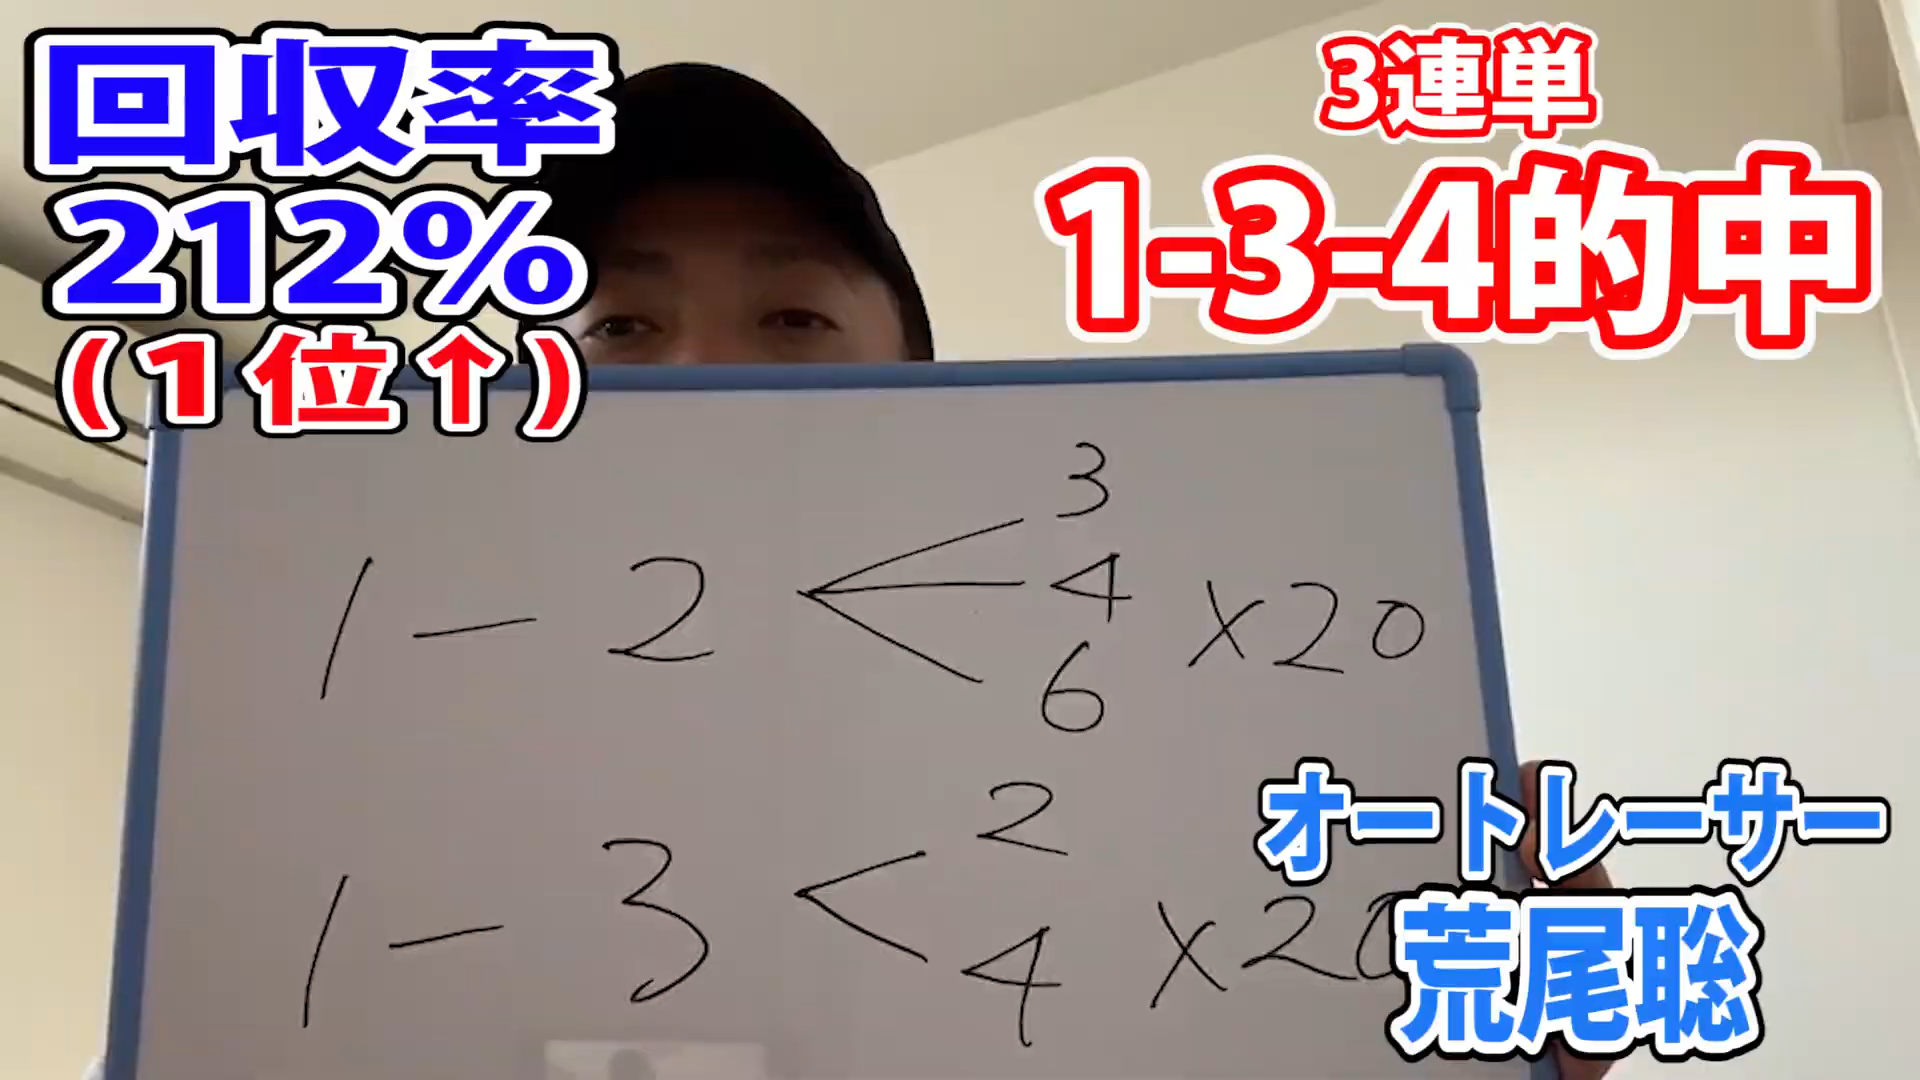 回収率
212%
(1位↑)
3連単
1-3-4的中
3
1-2 4 ×20
6
2
1-3 4 ×20
オートレーサー
荒尾聡